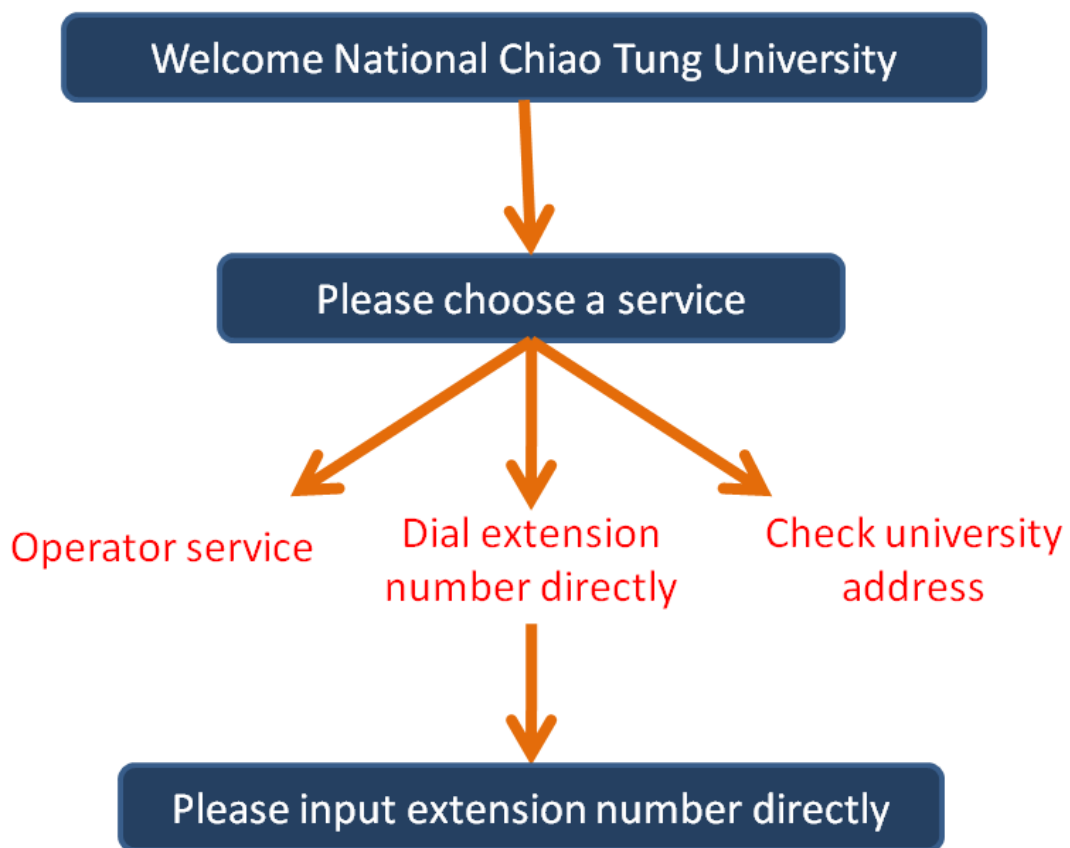 Welcome National Chiao Tung University
Please choose a service
Operator service
Dial extension
number directly
Check university
address
Please input extension number directly